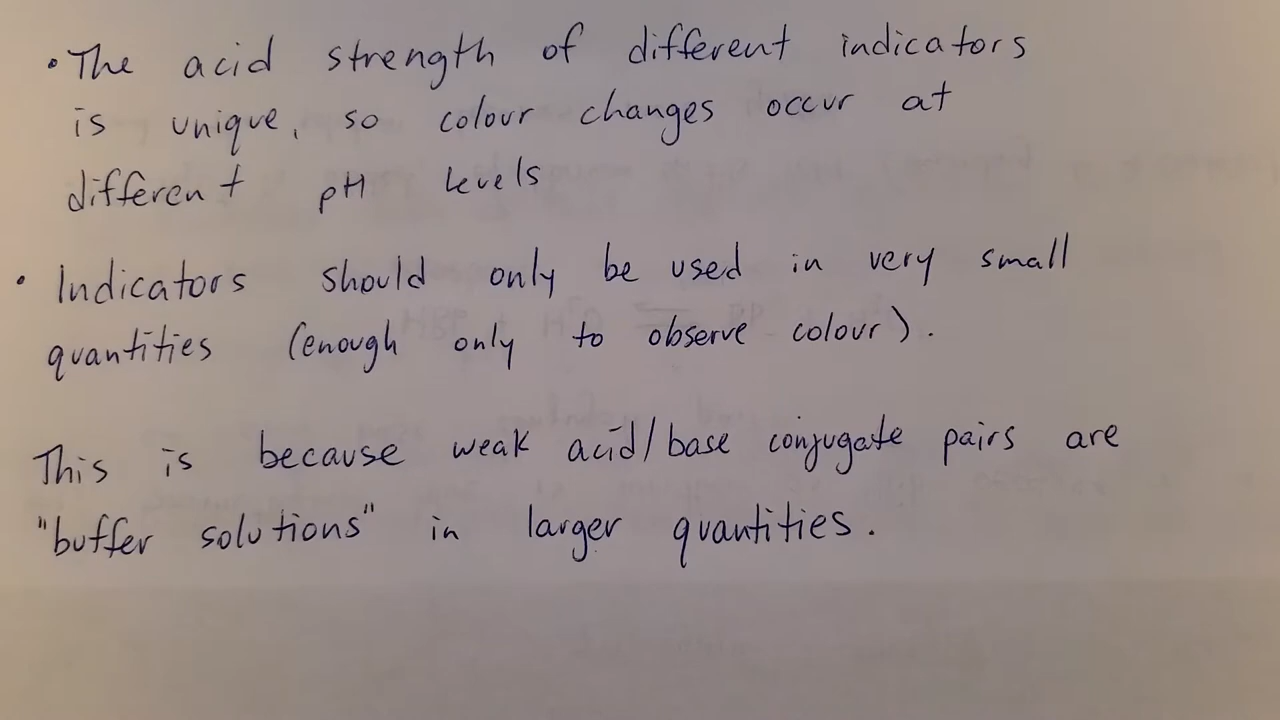 • The acid strength of different indicators
is unique, so colour changes occur at
different pH levels
• Indicators should only be used in very small
quantities (enough only to observe colour).
This is because weak acid/base conjugate pairs are
"buffer solutions" in larger quantities.